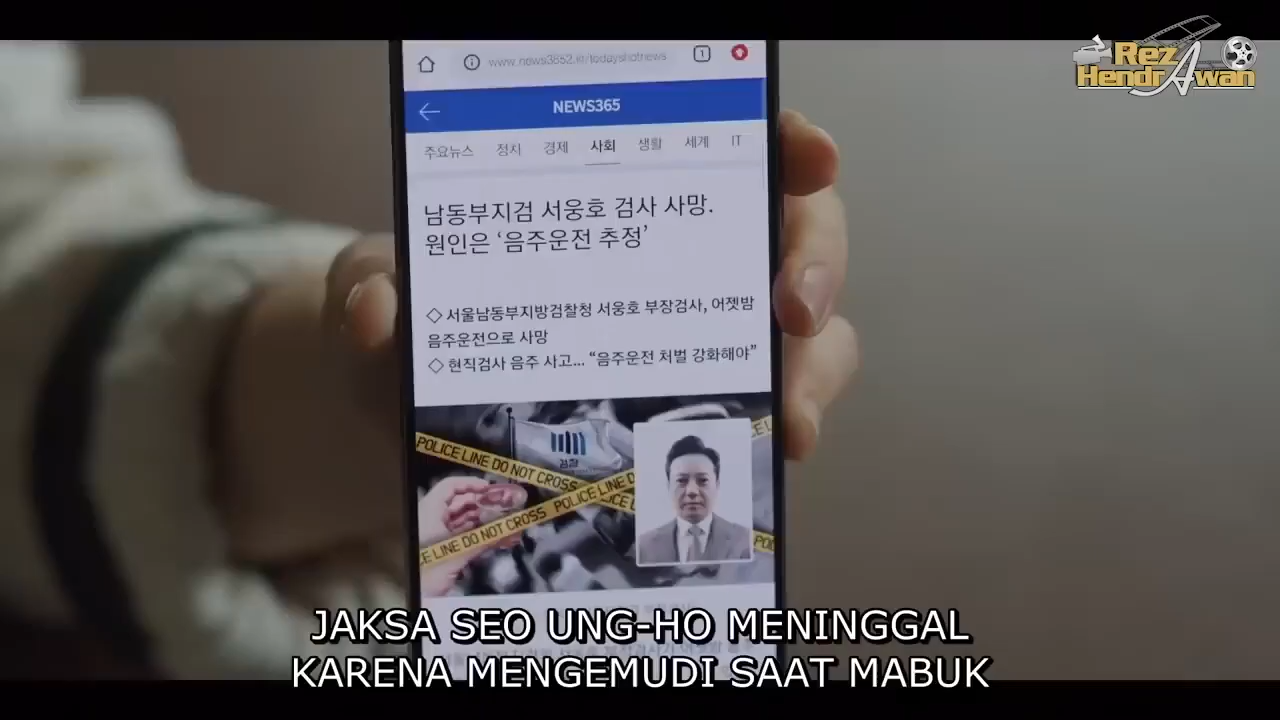 Rez
HendrAwan
www.news3652.kr/todayshotnews
1
NEWS365
주요뉴스 정치 경제 사회 생활 세계 IT
남동부지검 서웅호 검사 사망.
원인은 ‘음주운전 추정’
◇ 서울남동부지방검찰청 서웅호 부장검사, 어젯밤
음주운전으로 사망
◇ 현직검사 음주 사고... “음주운전 처벌 강화해야”
POLICE LINE DO NOT CROSS
검찰
POLICE LINE DO NOT CROSS POLICE LINE D
JAKSA SEO UNG-HO MENINGGAL
KARENA MENGEMUDI SAAT MABUK